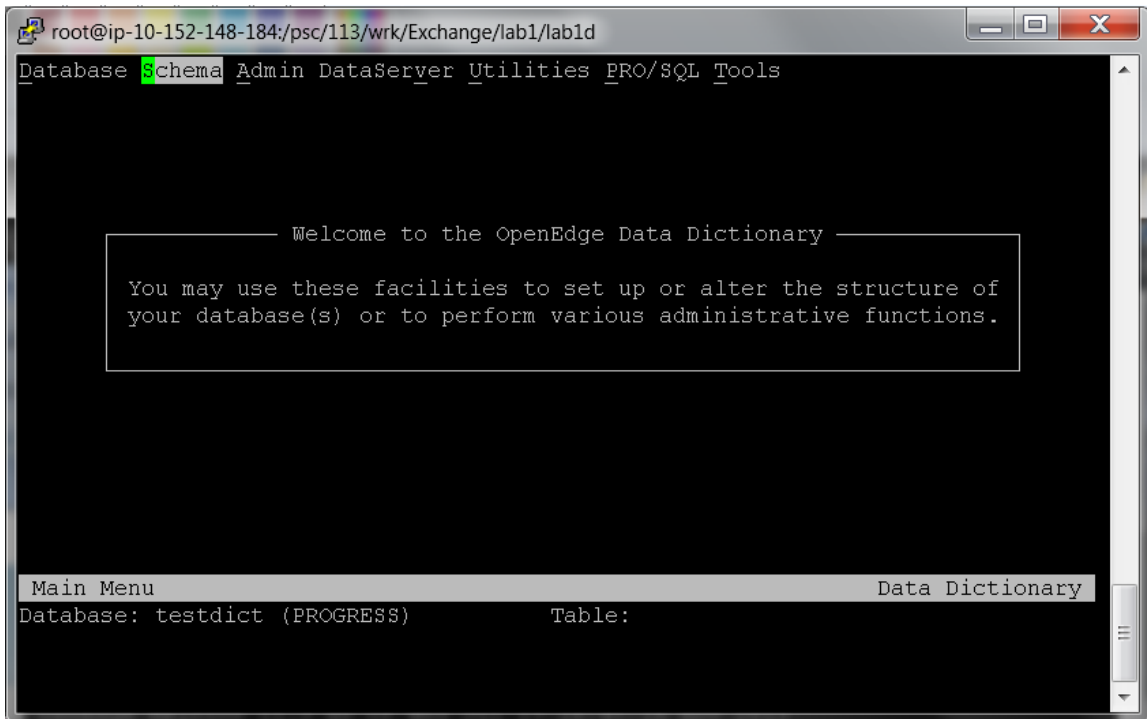 root@ip-10-152-148-184:/psc/113/wrk/Exchange/lab1/lab1d
Database Schema Admin DataServer Utilities PRO/SQL Tools
Welcome to the OpenEdge Data Dictionary
You may use these facilities to set up or alter the structure of
your database(s) or to perform various administrative functions.
Main Menu Data Dictionary
Database: testdict (PROGRESS) Table: